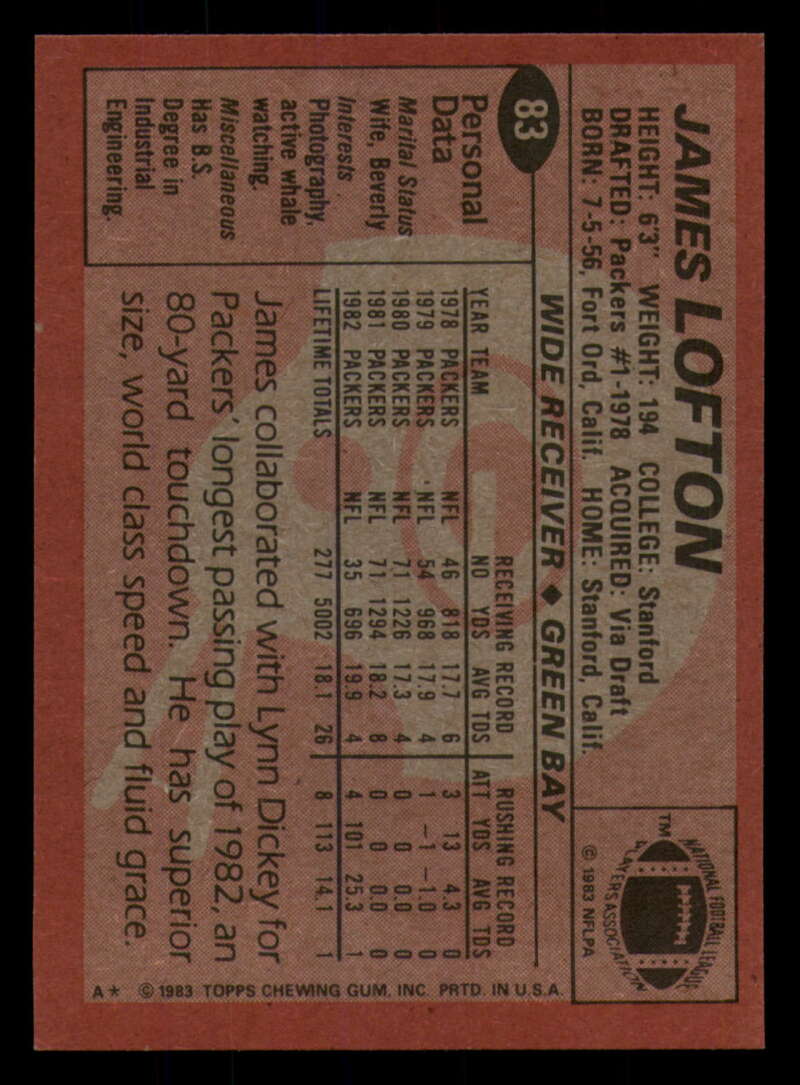 JAMES LOFTON
HEIGHT: 6'3" WEIGHT: 194 COLLEGE: Stanford
DRAFTED: Packers #1-1978 ACQUIRED: Via Draft
BORN: 7-5-56, Fort Ord, Calif. HOME: Stanford, Calif.
NATIONAL FOOTBALL LEAGUE
PLAYERS ASSOCIATION
TM
© 1983 NFLPA
83
WIDE RECEIVER ◆ GREEN BAY
Personal
Data
Marital Status
Wife, Beverly
Interests
Photography,
active whale
watching.
Miscellaneous
Has B.S.
Degree in
Industrial
Engineering.
RECEIVING RECORD RUSHING RECORD
YEAR TEAM NO YDS AVG TDS ATT YDS AVG TDS
1978 PACKERS NFL 46 818 17.7 6 3 13 4.3 0
1979 PACKERS NFL 54 968 17.9 4 1 -1 -1.0 0
1980 PACKERS NFL 71 1226 17.3 4 0 0 0.0 0
1981 PACKERS NFL 71 1294 18.2 8 0 0 0.0 0
1982 PACKERS NFL 35 696 19.9 4 4 101 25.3 1
LIFETIME TOTALS 277 5002 18.1 26 8 113 14.1 1
James collaborated with Lynn Dickey for
Packers' longest passing play of 1982, an
80-yard touchdown. He has superior
size, world class speed and fluid grace.
A* © 1983 TOPPS CHEWING GUM, INC. PRTD. IN U.S.A.